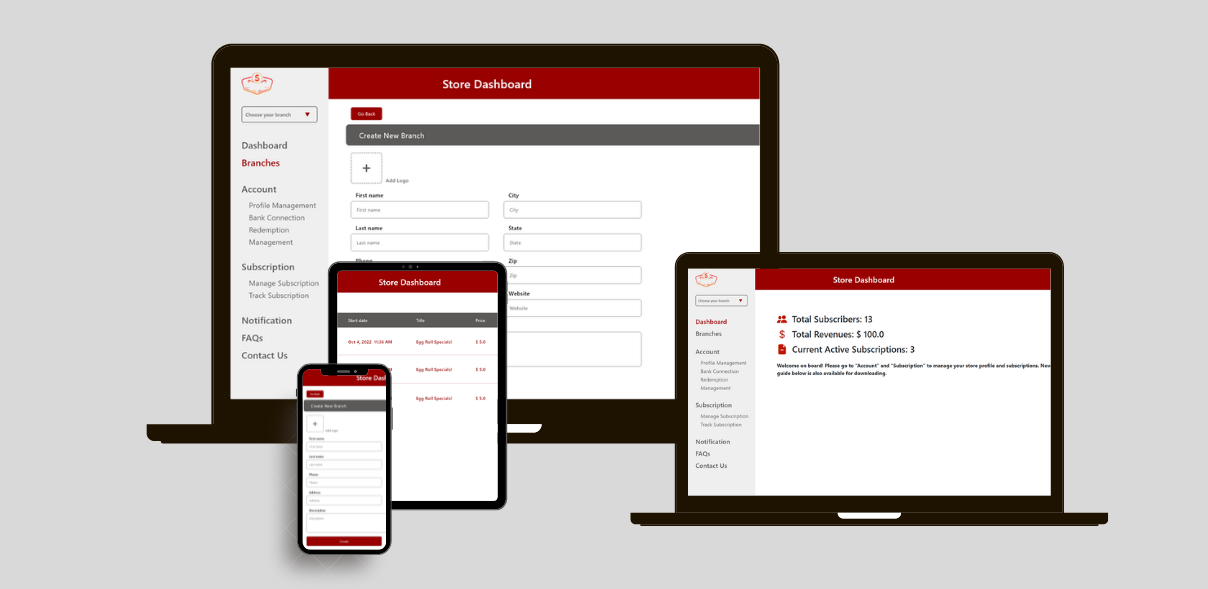 Store Dashboard
Choose your branch
Dashboard
Branches
Account
Profile Management
Bank Connection
Redemption
Management
Subscription
Manage Subscription
Track Subscription
Notification
FAQs
Contact Us
Go Back
Create New Branch
+
Add Logo
First name
City
First name
City
Last name
State
Last name
State
Phone
Zip
Zip
Website
Website
Store Dashboard
Start date Title Price
Oct 4, 2022 11:36 AM Egg Roll Specials! $ 5.0
AM Egg Roll Specials! $ 5.0
AM Egg Roll Specials! $ 5.0
Store Dash
Go Back
Create New Branch
+
Add Logo
First name
First name
Last name
Last name
Phone
Phone
Address
Address
Description
Description
Create
Store Dashboard
Choose your branch
Dashboard
Branches
Account
Profile Management
Bank Connection
Redemption
Management
Subscription
Manage Subscription
Track Subscription
Notification
FAQs
Contact Us
Total Subscribers: 13
$ Total Revenues: $ 100.0
Current Active Subscriptions: 3
Welcome on board! Please go to "Account" and "Subscription" to manage your store profile and subscriptions. New
guide below is also available for downloading.